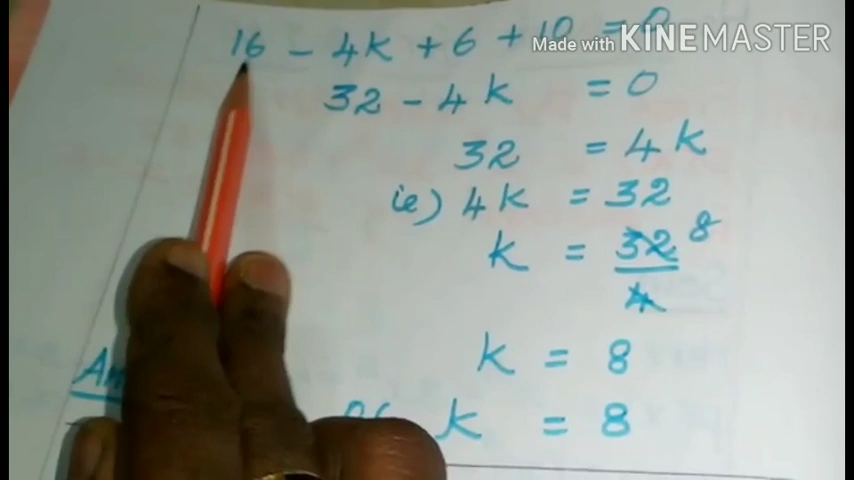 16 - 4k + 6 + 10 = 0
Made with KINEMASTER
32 - 4k = 0
32 = 4k
ie) 4k = 32
k = 32/4 8
k = 8
k = 8